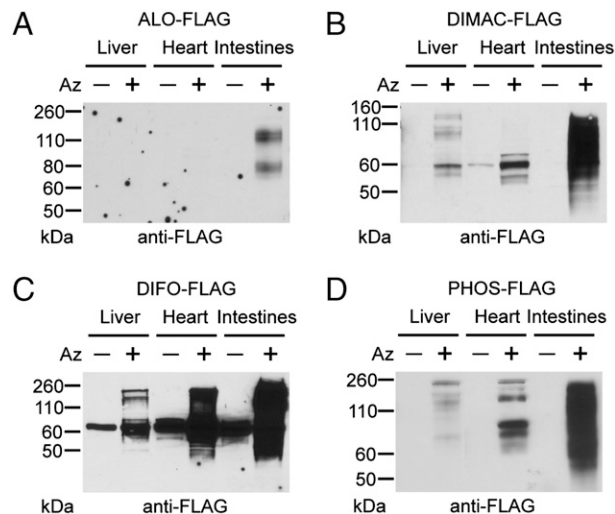 A
ALO-FLAG
Liver Heart Intestines
Az – + – + – +
260
110
80
60
50
kDa
anti-FLAG
B
DIMAC-FLAG
Liver Heart Intestines
Az – + – + – +
160
110
60
50
kDa
anti-FLAG
C
DIFO-FLAG
Liver Heart Intestines
Az – + – + – +
260
110
60
50
kDa
anti-FLAG
D
PHOS-FLAG
Liver Heart Intestines
Az – + – + – +
260
110
60
50
kDa
anti-FLAG